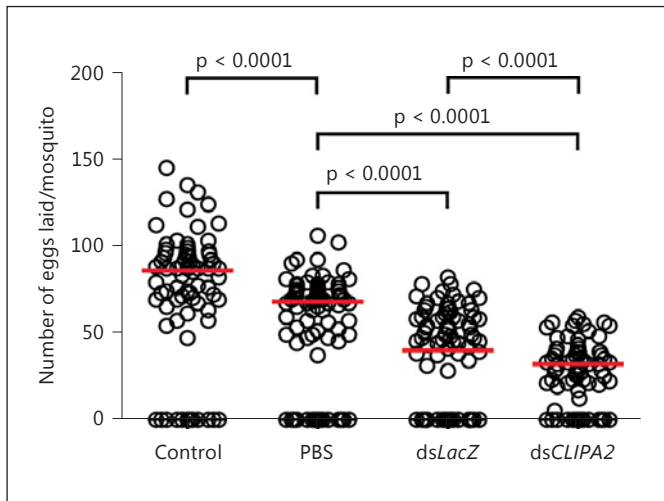 200
150
100
50
0
Number of eggs laid/mosquito
p < 0.0001
p < 0.0001
p < 0.0001
p < 0.0001
Control PBS dsLacZ dsCLIPA2